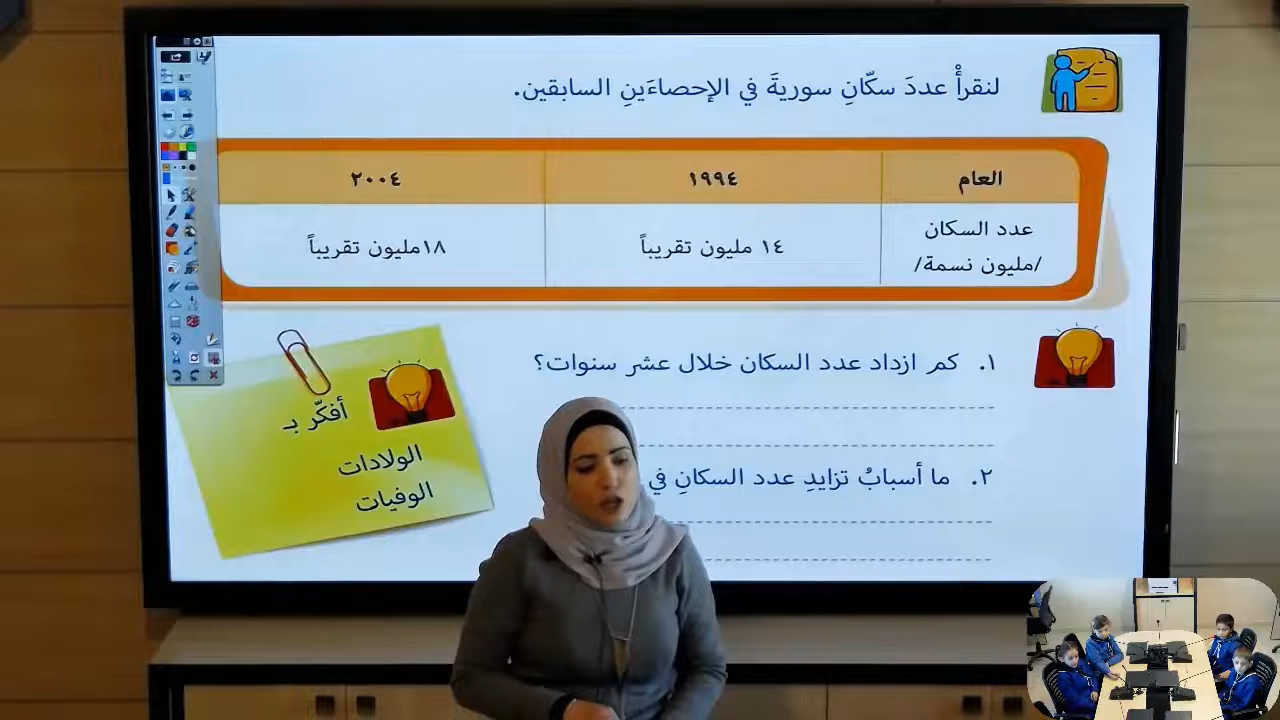 لنقرأْ عددَ سكّانِ سوريةَ في الإحصاءَينِ السابقين.
العام ١٩٩٤ ٢٠٠٤
عدد السكان /مليون نسمة/ ١٤ مليون تقريباً ١٨مليون تقريباً
١. كم ازداد عدد السكان خلال عشر سنوات؟
٢. ما أسبابُ تزايدِ عدد السكانِ في
أفكّر بـ
الولادات
الوفيات